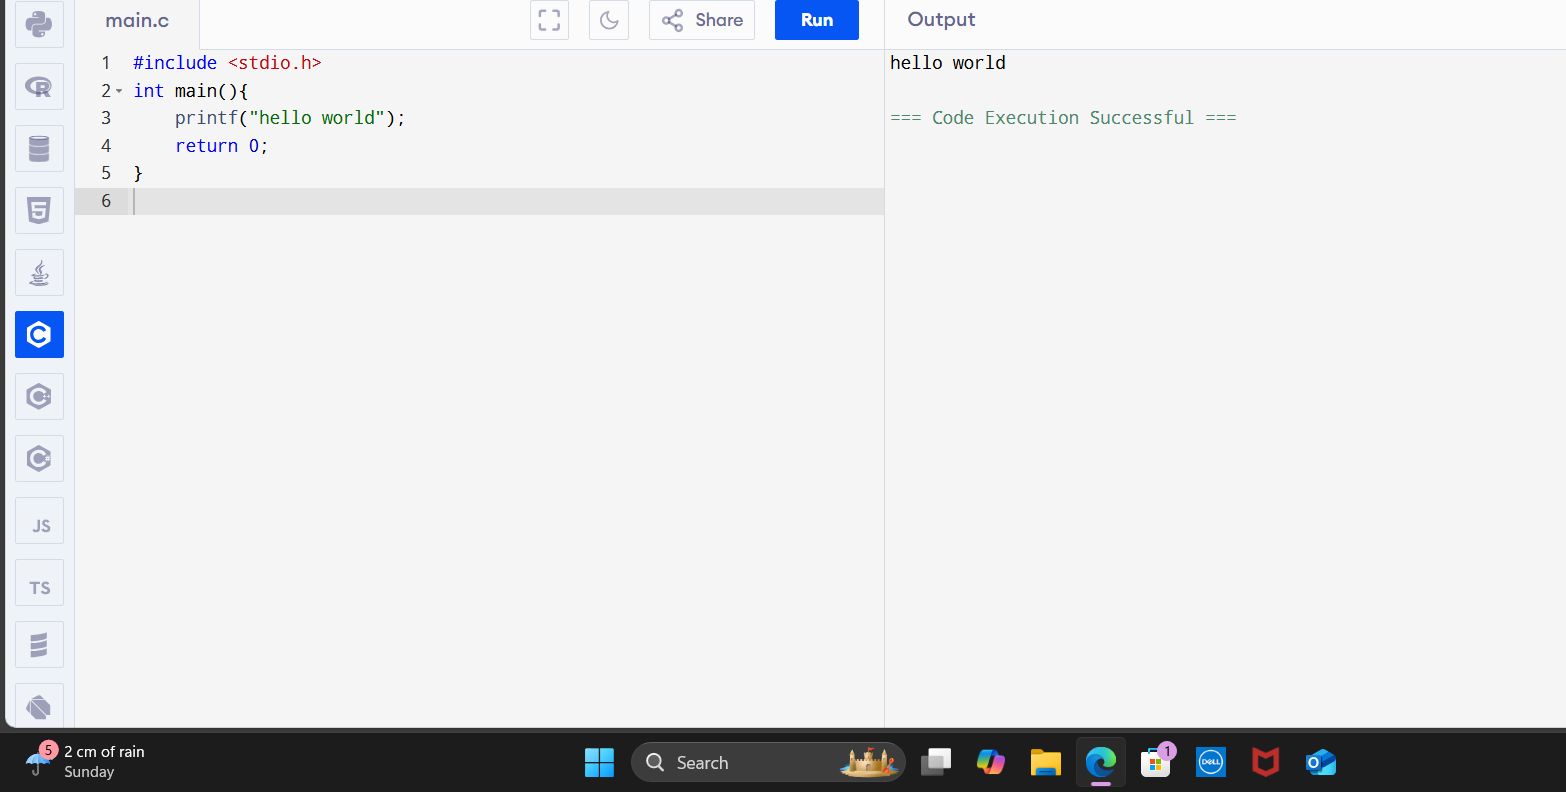 main.c
Share
Run
Output
1 #include <stdio.h>
2 int main(){
3     printf("hello world");
4     return 0;
5 }
6
hello world
=== Code Execution Successful ===
JS
TS
5
2 cm of rain
Sunday
Search
1
DELL